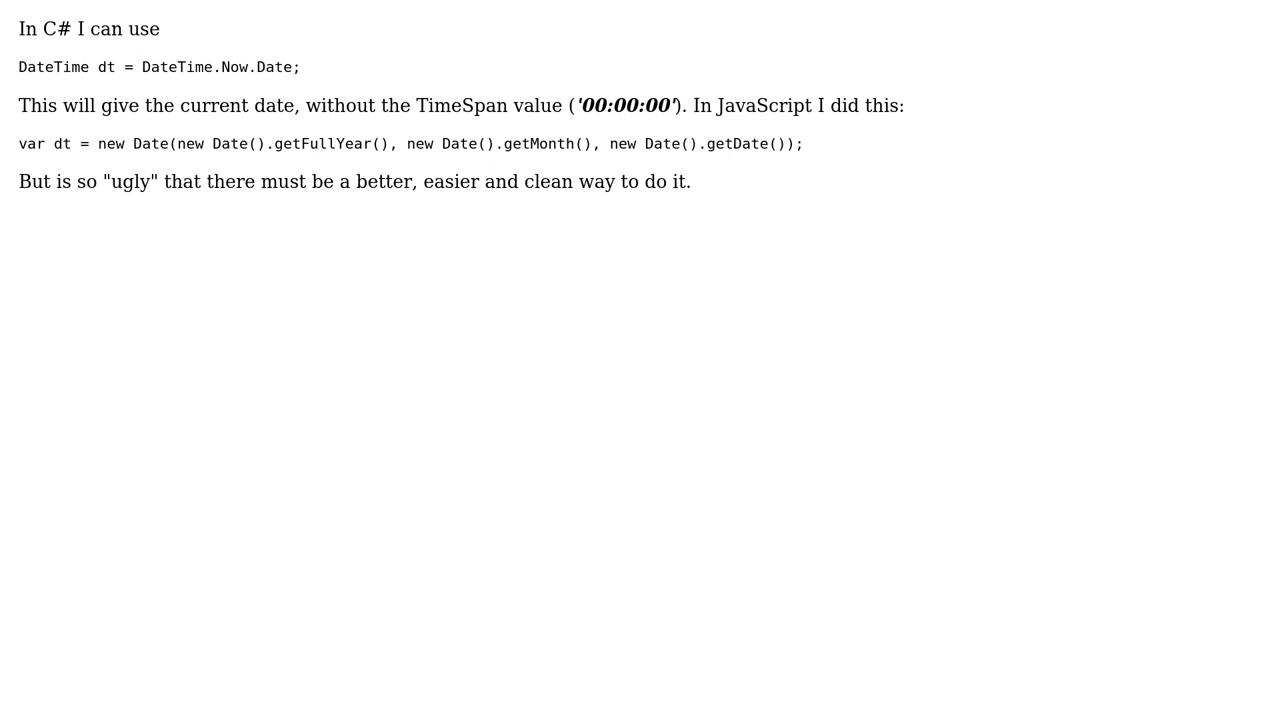 In C# I can use
DateTime dt = DateTime.Now.Date;
This will give the current date, without the TimeSpan value ('00:00:00'). In JavaScript I did this:
var dt = new Date(new Date().getFullYear(), new Date().getMonth(), new Date().getDate());
But is so "ugly" that there must be a better, easier and clean way to do it.